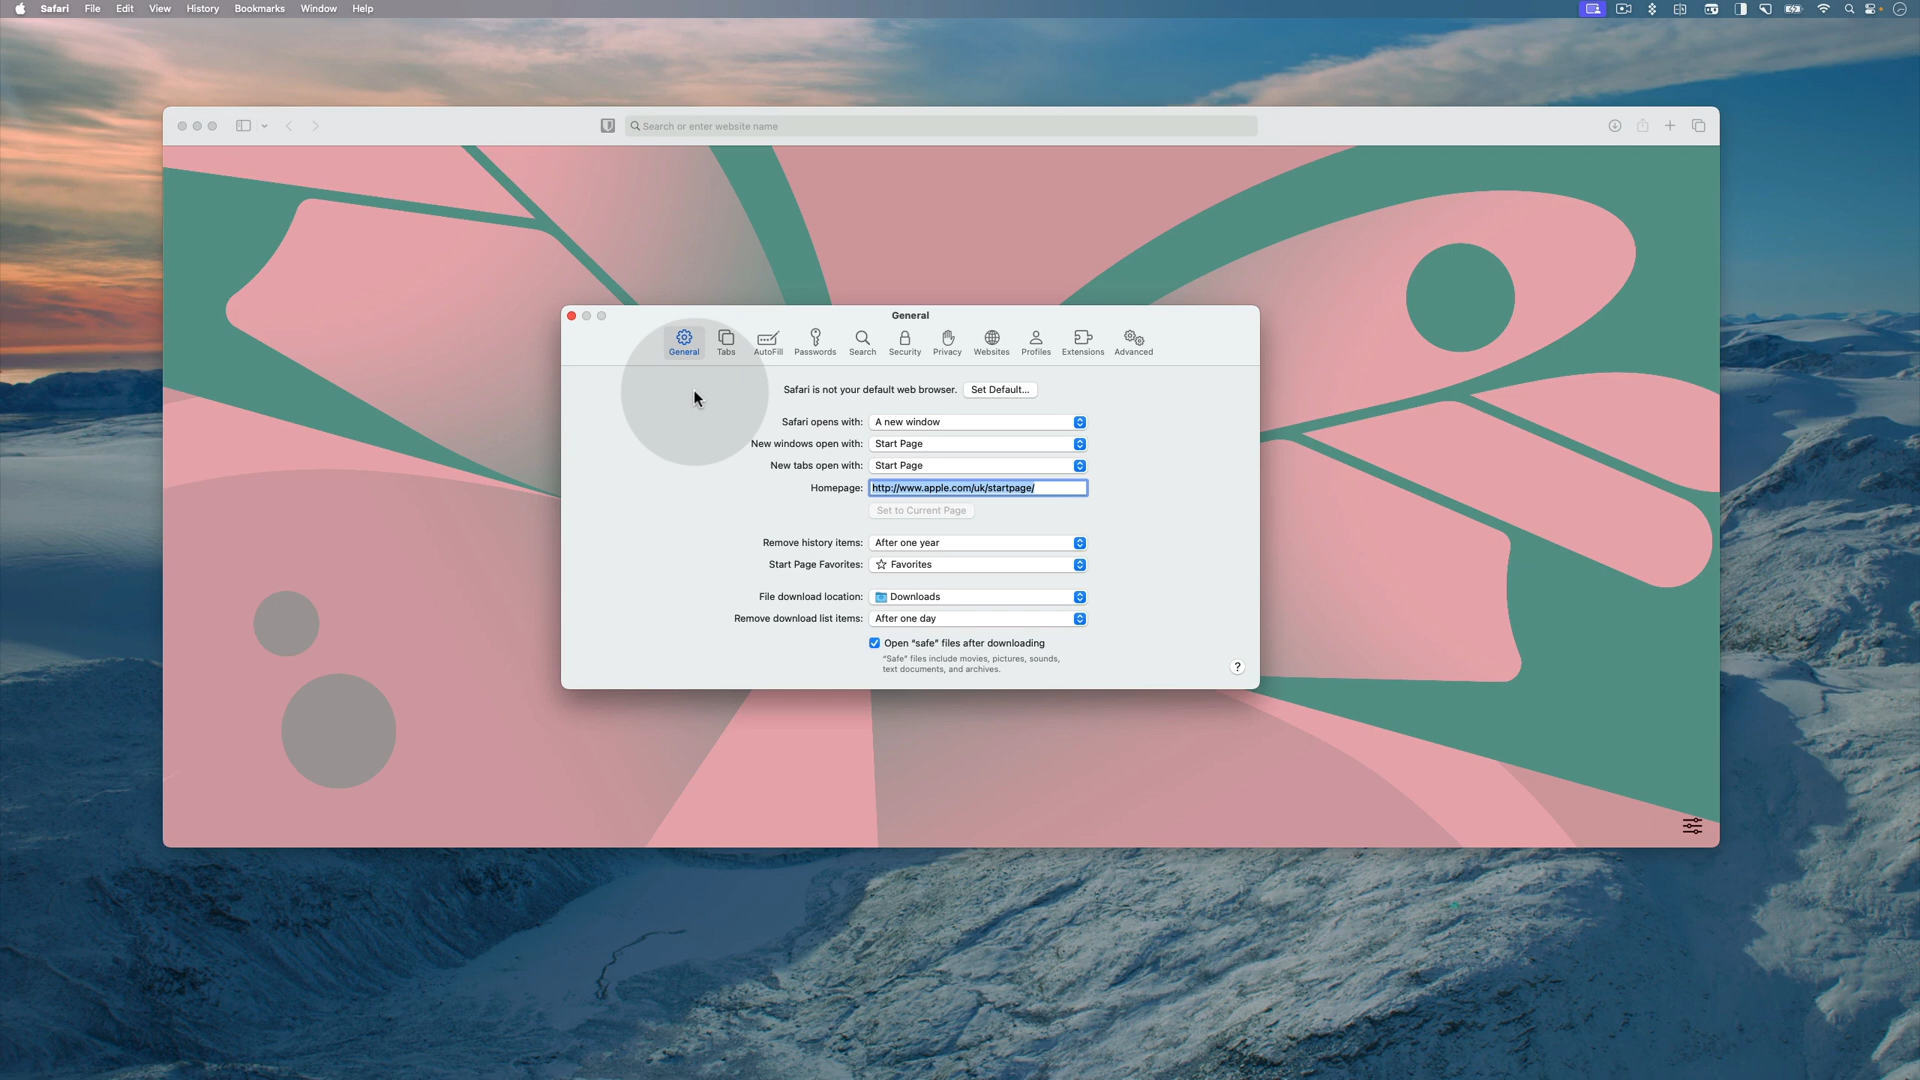 Safari File Edit View History Bookmarks Window Help
Search or enter website name
General
General Tabs AutoFill Passwords Search Security Privacy Websites Profiles Extensions Advanced
Safari is not your default web browser. Set Default...
Safari opens with: A new window
New windows open with: Start Page
New tabs open with: Start Page
Homepage: http://www.apple.com/uk/startpage/
Set to Current Page
Remove history items: After one year
Start Page Favorites: Favorites
File download location: Downloads
Remove download list items: After one day
Open “safe” files after downloading
“Safe” files include movies, pictures, sounds,
text documents, and archives.
?